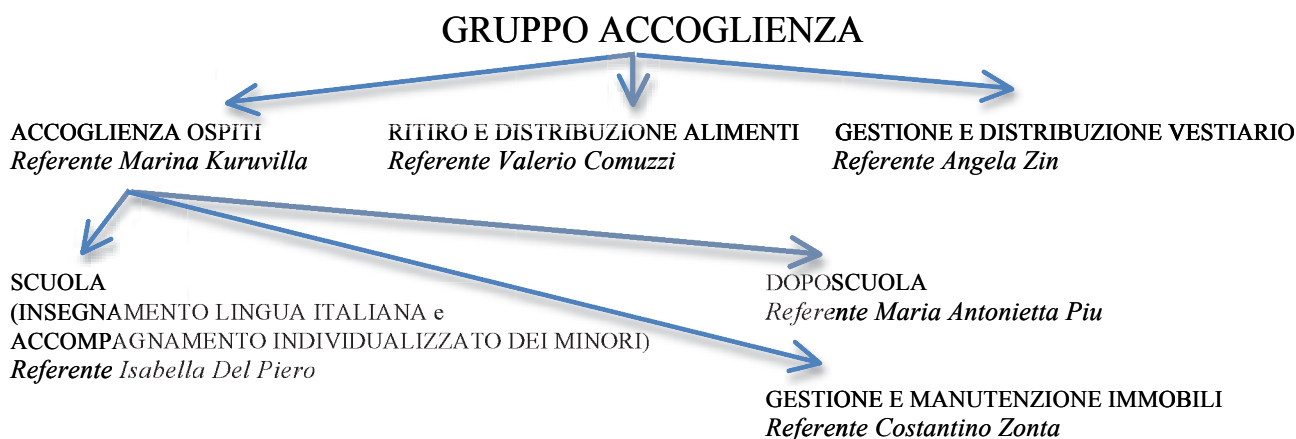 GRUPPO ACCOGLIENZA
ACCOGLIENZA OSPITI
Referente Marina Kuruvilla
RITIRO E DISTRIBUZIONE ALIMENTI
Referente Valerio Comuzzi
GESTIONE E DISTRIBUZIONE VESTIARIO
Referente Angela Zin
SCUOLA
(INSEGNAMENTO LINGUA ITALIANA e
ACCOMPAGNAMENTO INDIVIDUALIZZATO DEI MINORI)
Referente Isabella Del Piero
DOPOSCUOLA
Referente Maria Antonietta Piu
GESTIONE E MANUTENZIONE IMMOBILI
Referente Costantino Zonta